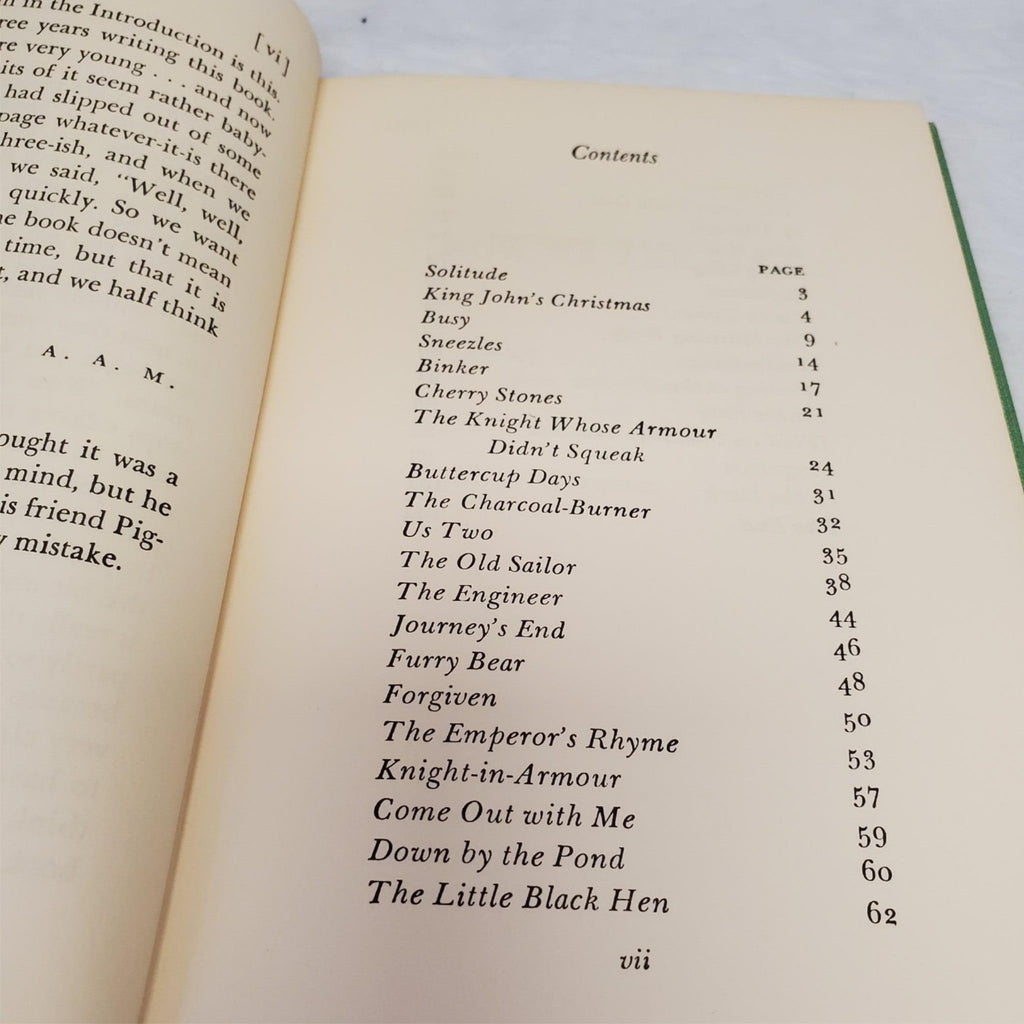 in the Introduction is this.
ree years writing this book.
re very young . . . and now
its of it seem rather baby-
had slipped out of some
page whatever-it-is there
hree-ish, and when we
we said, "Well, well,
quickly. So we want
e book doesn't mean
time, but that it is
t, and we half think
A. A. M.
ought it was a
mind, but he
is friend Pig-
y mistake.
[vi]
Contents
PAGE
Solitude 3
King John's Christmas 4
Busy 9
Sneezles 14
Binker 17
Cherry Stones 21
The Knight Whose Armour
Didn't Squeak 24
Buttercup Days 31
The Charcoal-Burner 32
Us Two 35
The Old Sailor 38
The Engineer 44
Journey's End 46
Furry Bear 48
Forgiven 50
The Emperor's Rhyme 53
Knight-in-Armour 57
Come Out with Me 59
Down by the Pond 60
The Little Black Hen 62
vii